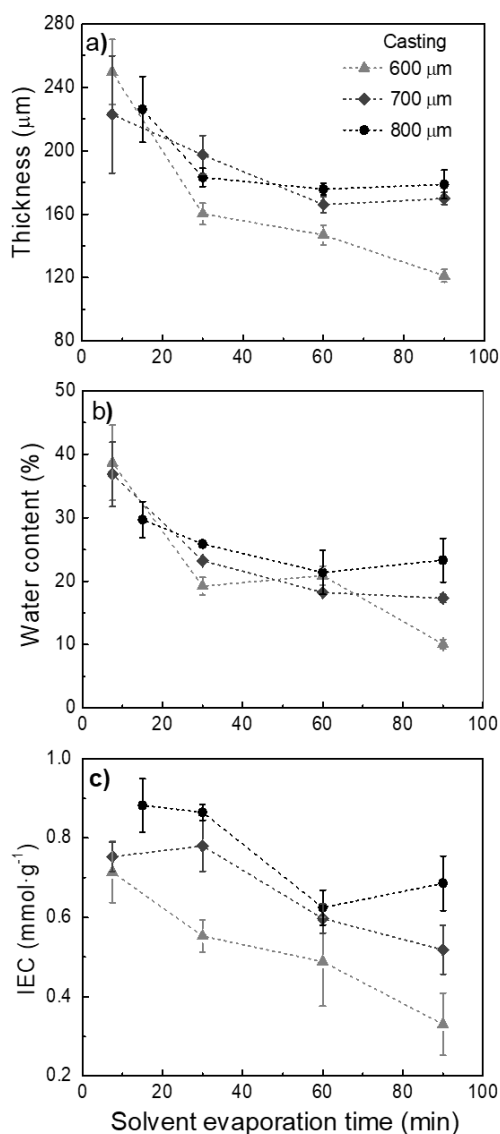 280
a)
Casting
240
600 μm
700 μm
200
800 μm
160
120
80
Thickness (μm)
0 20 40 60 80 100
50
b)
40
30
20
10
0
Water content (%)
0 20 40 60 80 100
1.0
c)
0.8
0.6
0.4
0.2
IEC (mmol·g⁻¹)
0 20 40 60 80 100
Solvent evaporation time (min)